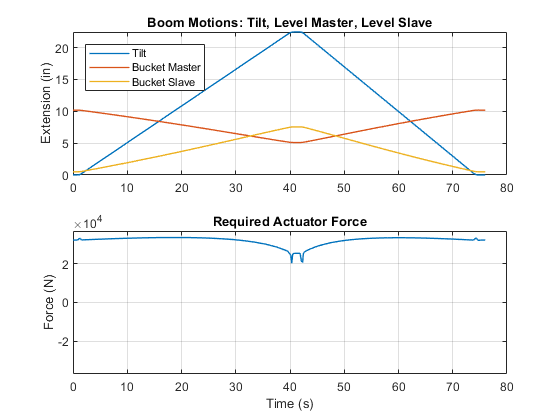 Boom Motions: Tilt, Level Master, Level Slave
Extension (in)
20
15
10
5
0
Tilt
Bucket Master
Bucket Slave
0 10 20 30 40 50 60 70 80
×10⁴
Required Actuator Force
Force (N)
2
0
-2
0 10 20 30 40 50 60 70 80
Time (s)